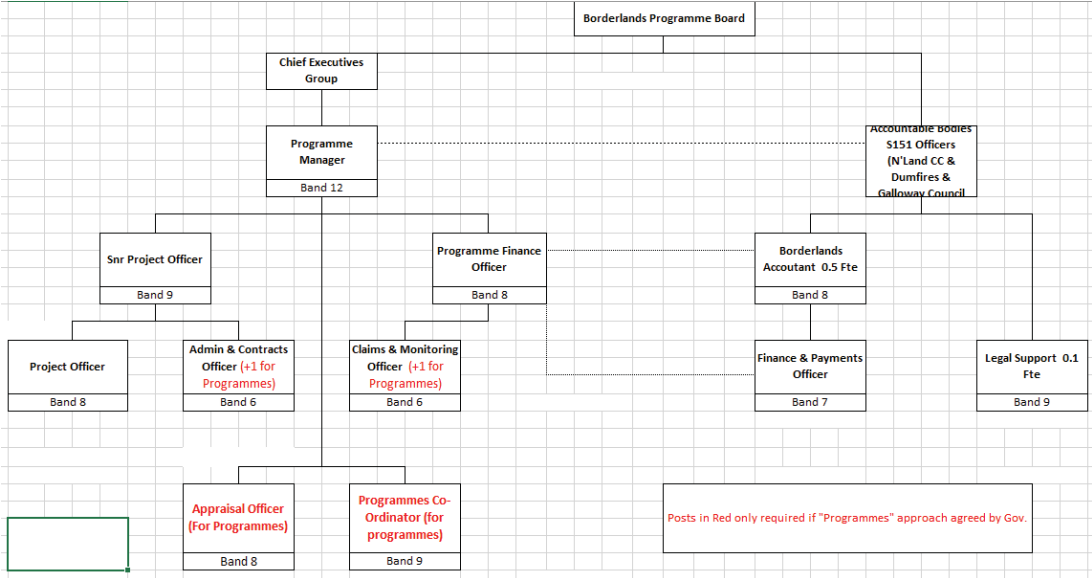 Borderlands Programme Board
Chief Executives
Group
Programme
Manager
Band 12
Accountable Bodies
S151 Officers
(N'Land CC &
Dumfires &
Galloway Council
Snr Project Officer
Band 9
Programme Finance
Officer
Band 8
Borderlands
Accoutant 0.5 Fte
Band 8
Project Officer
Band 8
Admin & Contracts
Officer (+1 for
Programmes)
Band 6
Claims & Monitoring
Officer (+1 for
Programmes)
Band 6
Finance & Payments
Officer
Band 7
Legal Support 0.1
Fte
Band 9
Appraisal Officer
(For Programmes)
Band 8
Programmes Co-
Ordinator (for
programmes)
Band 9
Posts in Red only required if "Programmes" approach agreed by Gov.